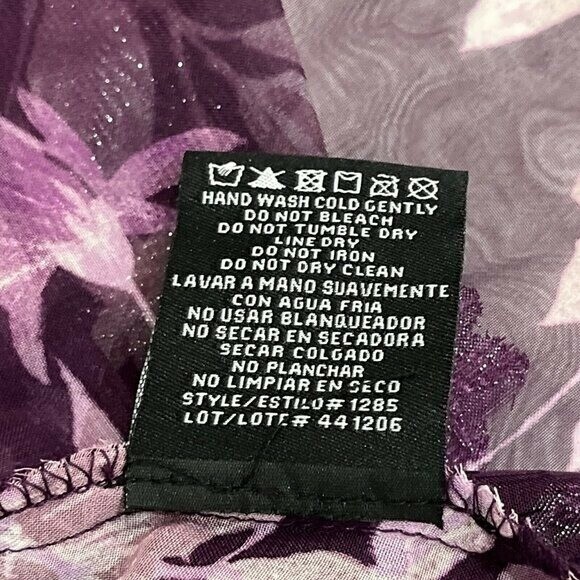 HAND WASH COLD GENTLY
DO NOT BLEACH
DO NOT TUMBLE DRY
LINE DRY
DO NOT IRON
DO NOT DRY CLEAN
LAVAR A MANO SUAVEMENTE
CON AGUA FRIA
NO USAR BLANQUEADOR
NO SECAR EN SECADORA
SECAR COLGADO
NO PLANCHAR
NO LIMPIAR EN SECO
STYLE/ESTILO# 1285
LOT/LOTE# 441206